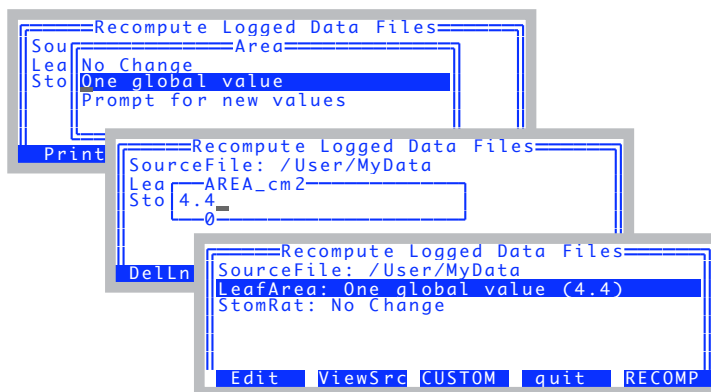 Recompute Logged Data Files
Sou
Area
Lea
No Change
Sto
One global value
Prompt for new values
Print
Recompute Logged Data Files
SourceFile: /User/MyData
Lea
AREA_cm2
Sto
4.4_
0
DelLn
Recompute Logged Data Files
SourceFile: /User/MyData
LeafArea: One global value (4.4)
StomRat: No Change
Edit ViewSrc CUSTOM quit RECOMP